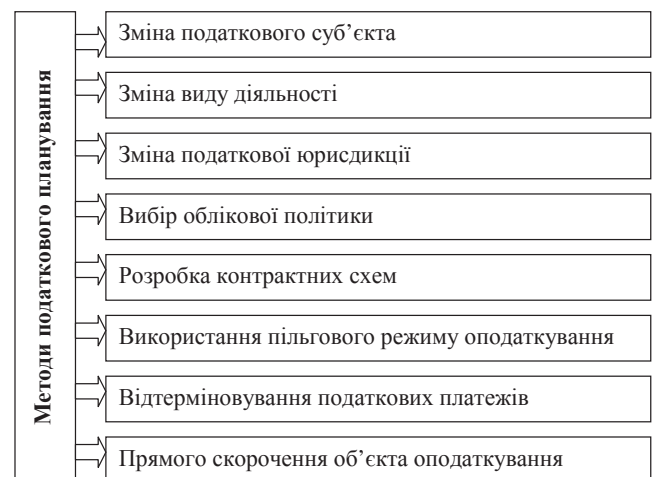 Методи податкового планування
Зміна податкового суб’єкта
Зміна виду діяльності
Зміна податкової юрисдикції
Вибір облікової політики
Розробка контрактних схем
Використання пільгового режиму оподаткування
Відтерміновування податкових платежів
Прямого скорочення об’єкта оподаткування